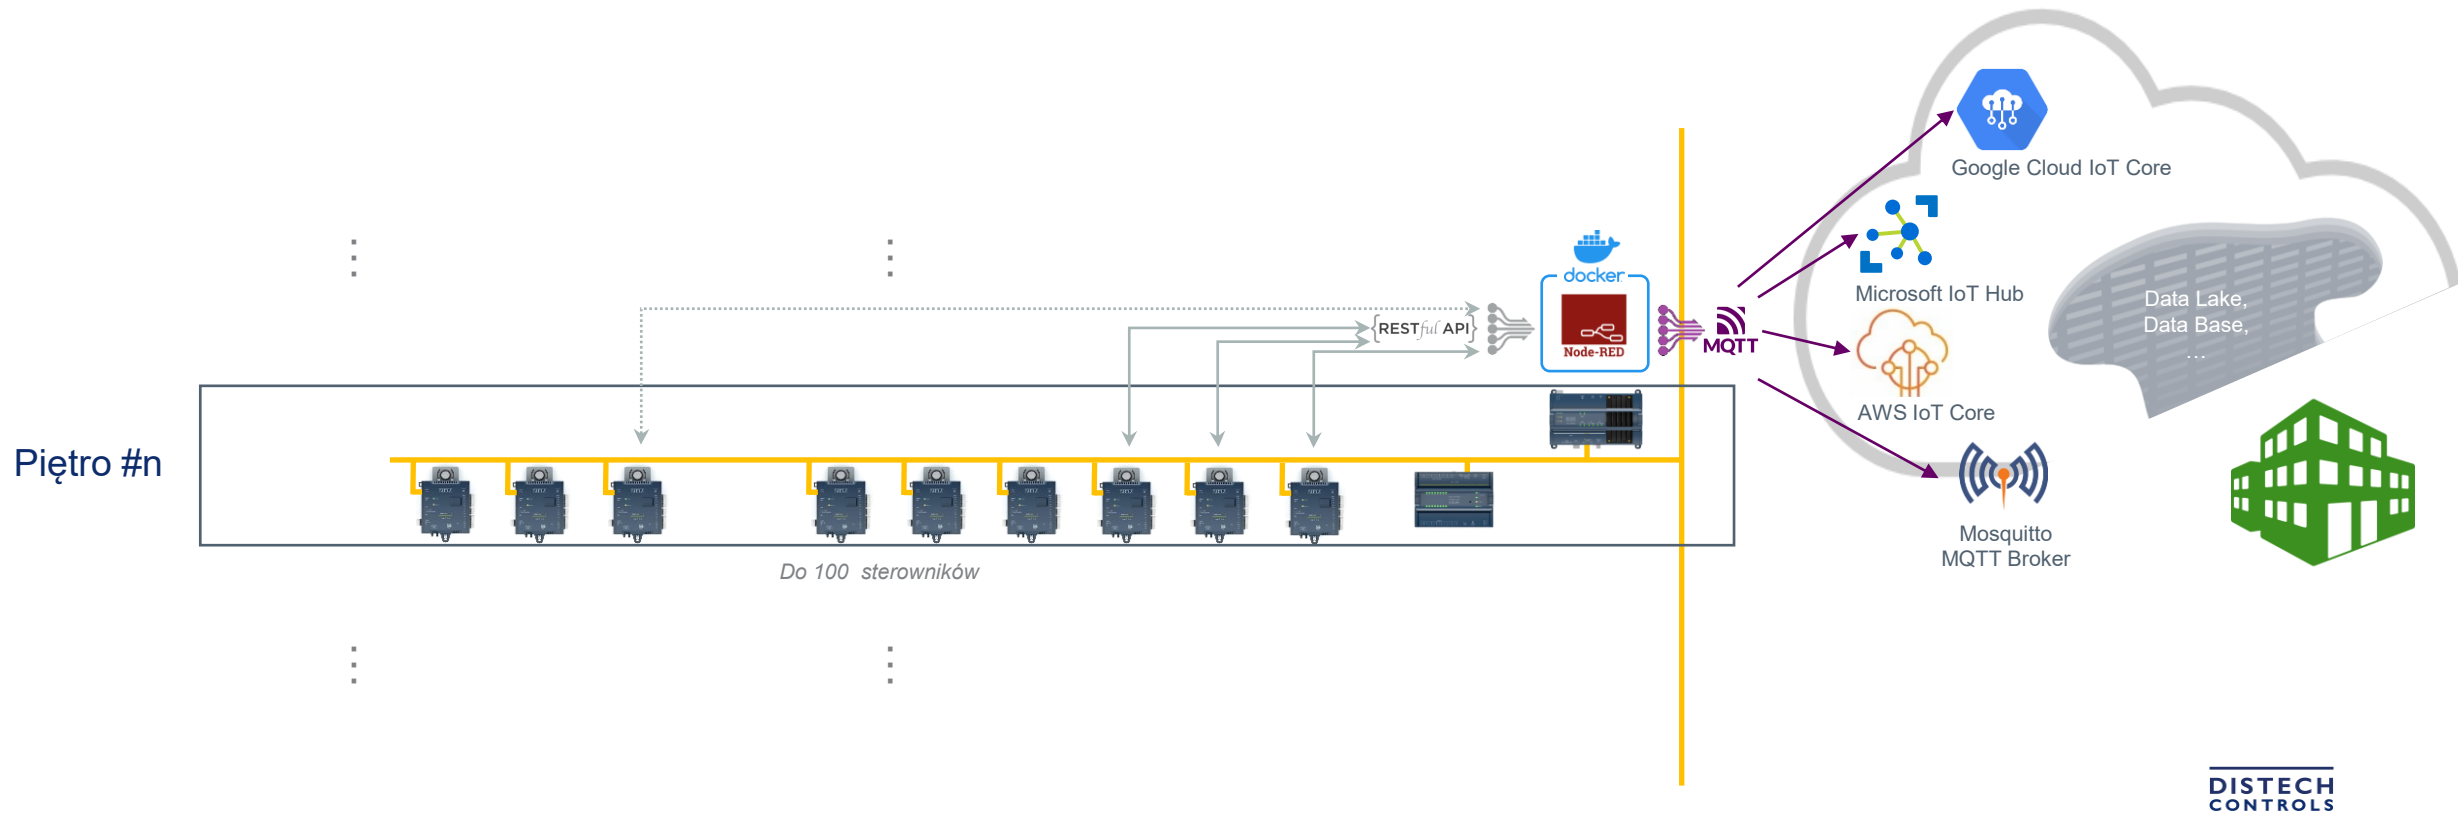 Google Cloud IoT Core
Microsoft IoT Hub
Data Lake,
Data Base,
...
docker
{RESTful API}
Node-RED
MQTT
AWS IoT Core
Piętro #n
Mosquitto
MQTT Broker
Do 100 sterowników
DISTECH
CONTROLS